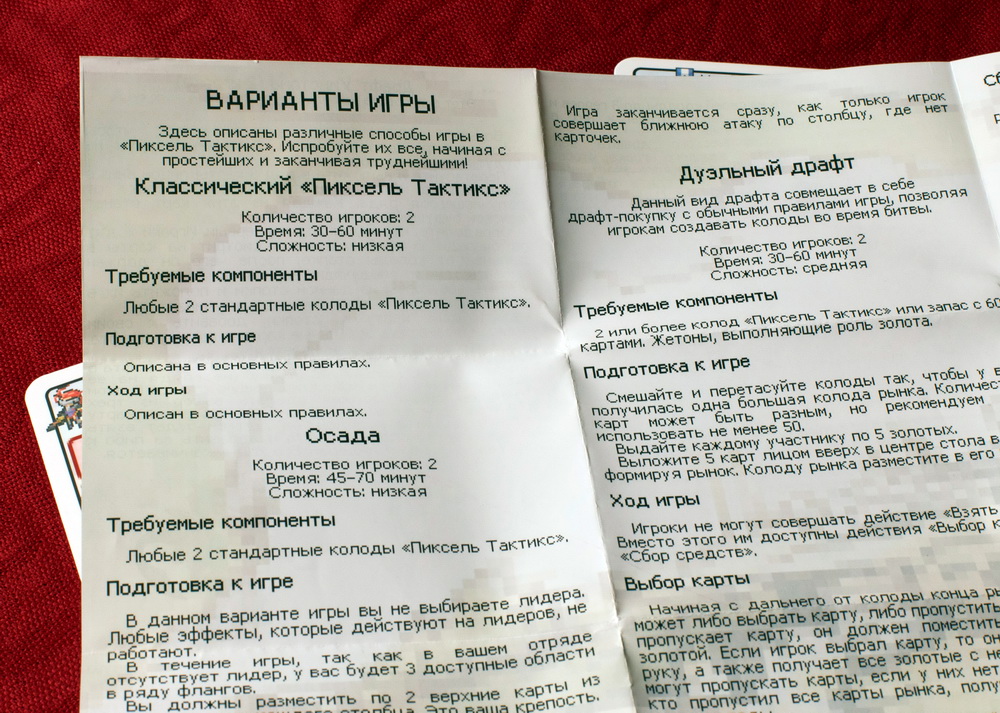 ВАРИАНТЫ ИГРЫ
Здесь описаны различные способы игры в
«Пиксель Тактикс». Испробуйте их все, начиная с
простейших и заканчивая труднейшими!
Классический «Пиксель Тактикс»
Количество игроков: 2
Время: 30–60 минут
Сложность: низкая
Требуемые компоненты
Любые 2 стандартные колоды «Пиксель Тактикс».
Подготовка к игре
Описана в основных правилах.
Ход игры
Описан в основных правилах.
Осада
Количество игроков: 2
Время: 45–70 минут
Сложность: низкая
Требуемые компоненты
Любые 2 стандартные колоды «Пиксель Тактикс».
Подготовка к игре
В данном варианте игры вы не выбираете лидера.
Любые эффекты, которые действуют на лидеров, не
работают.
В течение игры, так как в вашем отряде
отсутствует лидер, у вас будет 3 доступные области
в ряду флангов.
Вы должны разместить по 2 верхние карты из
столбца. Это ваша крепость.
Игра заканчивается сразу, как только игрок
совершает ближнюю атаку по столбцу, где нет
карточек.
Дуэльный драфт
Данный вид драфта совмещает в себе
драфт-покупку с обычными правилами игры, позволяя
игрокам создавать колоды во время битвы.
Количество игроков: 2
Время: 30–60 минут
Сложность: средняя
Требуемые компоненты
2 или более колод «Пиксель Тактикс» или запас с 60
картами. Жетоны, выполняющие роль золота.
Подготовка к игре
Смешайте и перетасуйте колоды так, чтобы у в
получилась одна большая колода рынка. Количес
карт может быть разным, но рекомендуем
использовать не менее 50.
Выдайте каждому участнику по 5 золотых.
Выложите 5 карт лицом вверх в центре стола в
формируя рынок. Колоду рынка разместите в его
Ход игры
Игроки не могут совершать действие «Взять
Вместо этого им доступны действия «Выбор к
«Сбор средств».
Выбор карты
Начиная с дальнего от колоды конца ры
может либо выбрать карту, либо пропустить
пропускает карту, он должен поместить
золотой. Если игрок выбрал карту, то он
руку, а также получает все золотые с не
могут пропускать карты, если у них нет
кто пропустил все карты рынка, полу
Сб